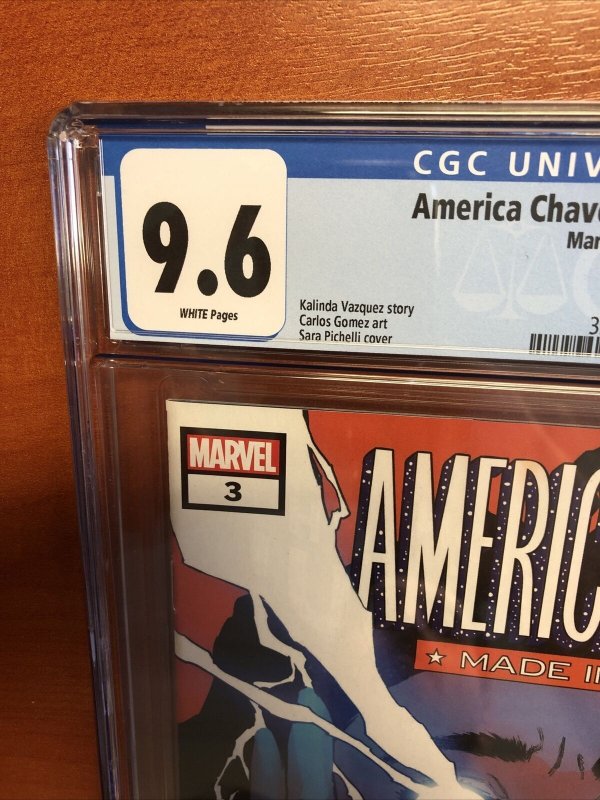 CGC UNIV
9.6
WHITE Pages
America Chav
Mar
Kalinda Vazquez story
Carlos Gomez art
Sara Pichelli cover
3
MARVEL
3
AMERIC
★ MADE I